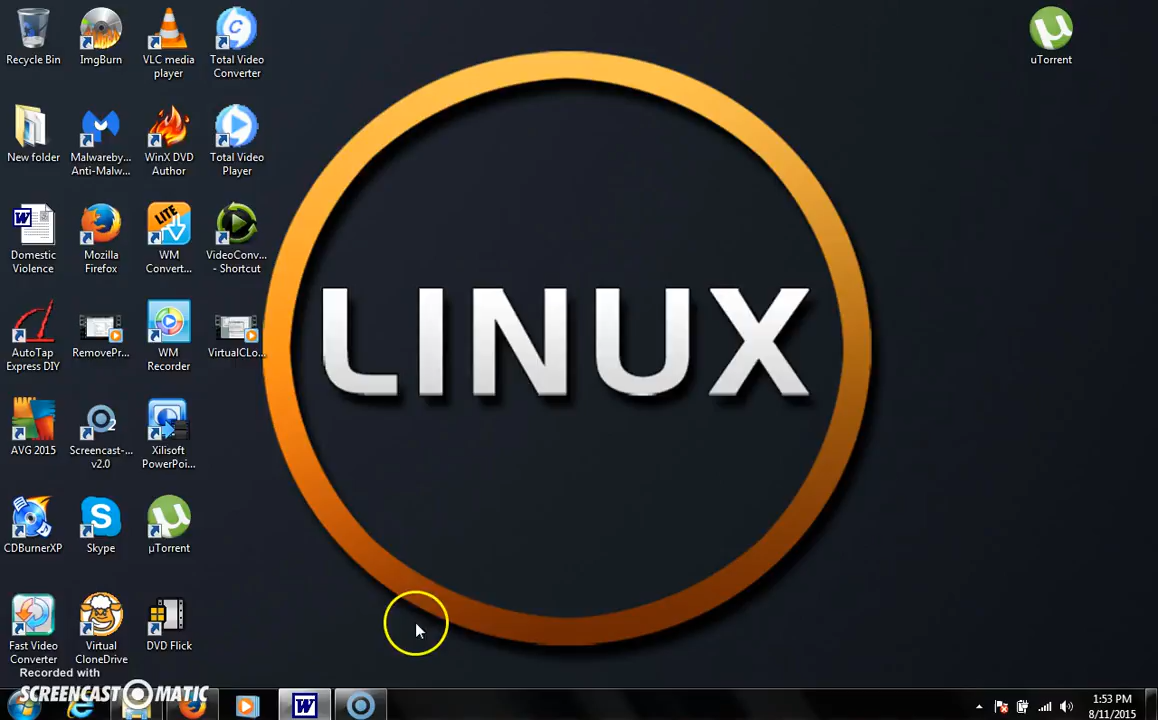 Recycle Bin
ImgBurn
VLC media
player
Total Video
Converter
uTorrent
New folder
Malwareby...
Anti-Malw...
WinX DVD
Author
Total Video
Player
W
Domestic
Violence
Mozilla
Firefox
LITE
WM
Convert...
VideoConv...
- Shortcut
LINUX
AutoTap
Express DIY
RemovePr...
WM
Recorder
VirtualCLo...
AVG 2015
2
Screencast-...
v2.0
Xilisoft
PowerPoi...
CDBurnerXP
S
Skype
µTorrent
Fast Video
Converter
Virtual
CloneDrive
DVD Flick
Recorded with
SCREENCAST MATIC
W
1:53 PM
8/11/2015